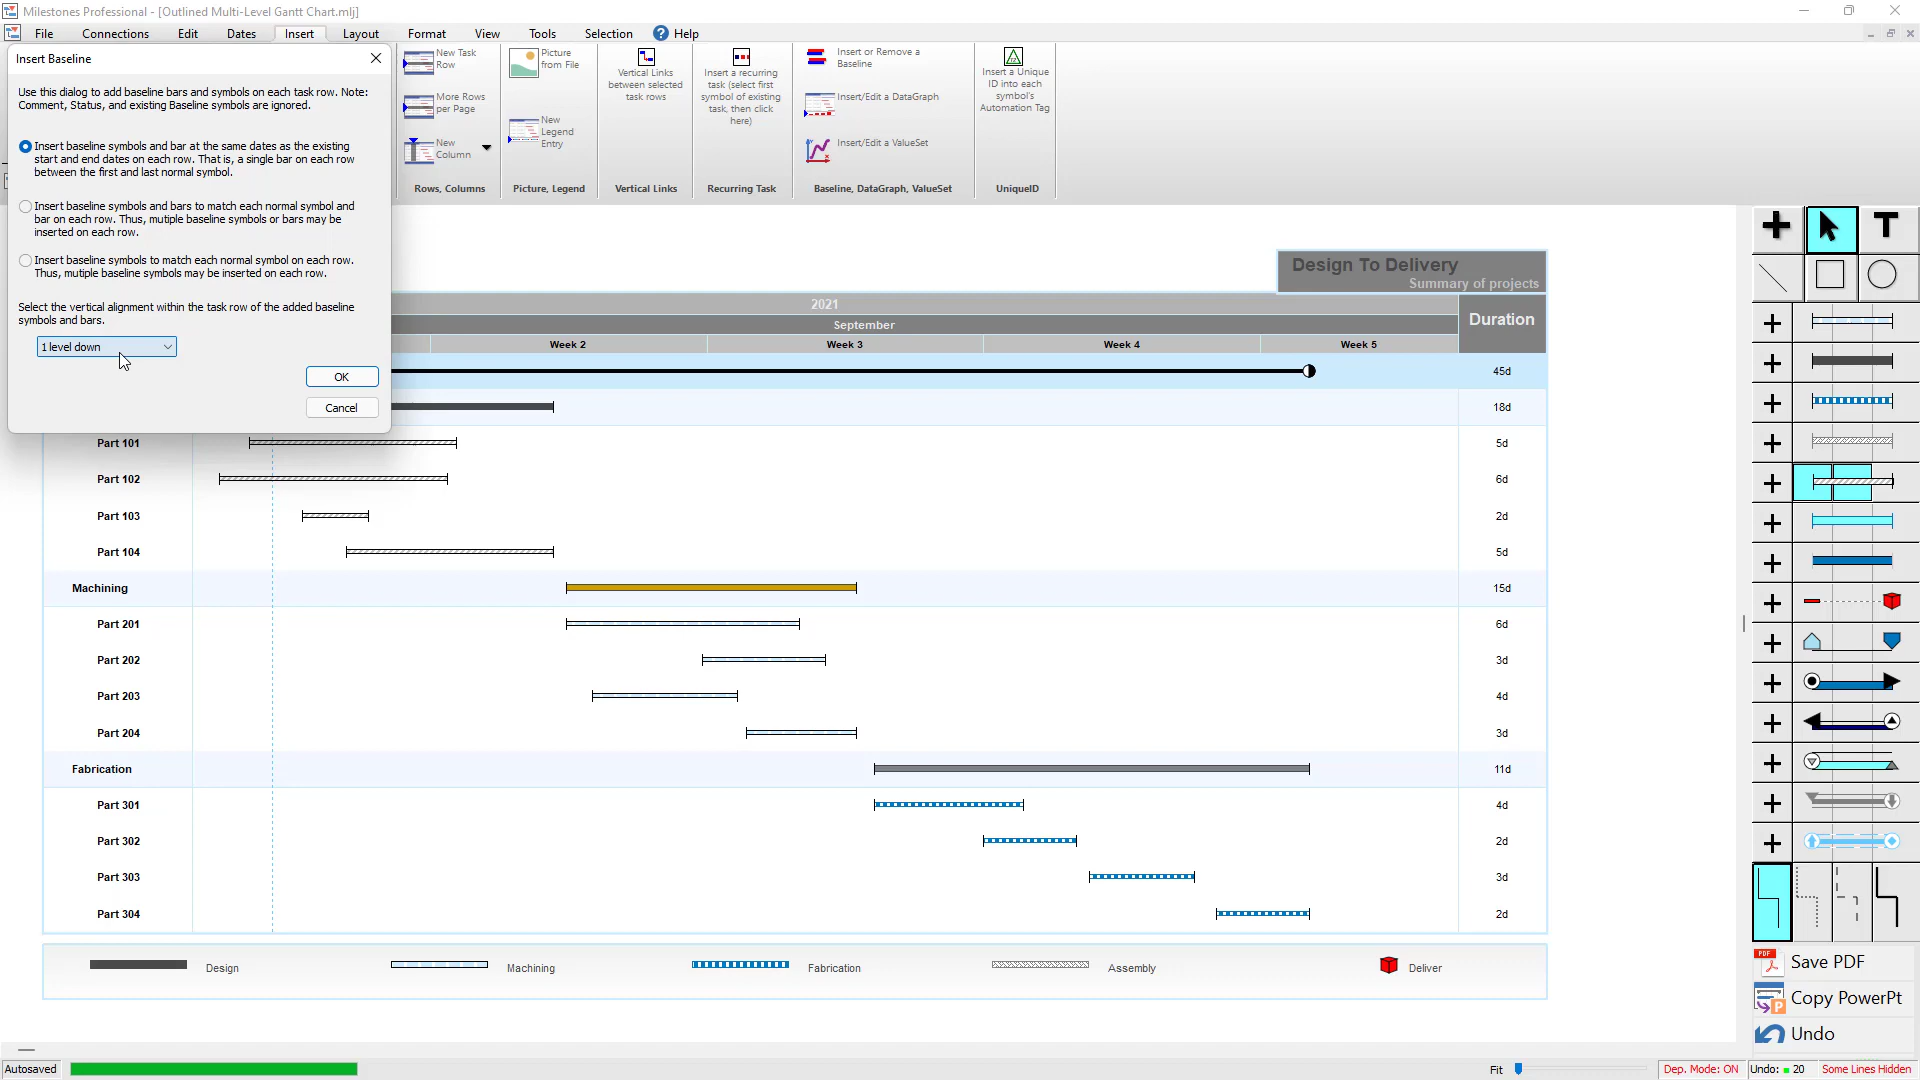 Milestones Professional - [Outlined Multi-Level Gantt Chart.mlj]
File
Connections
Edit
Dates
Insert
Layout
Format
View
Tools
Selection
Help
Insert Baseline
Use this dialog to add baseline bars and symbols on each task row. Note:
Comment, Status, and existing Baseline symbols are ignored.
Insert baseline symbols and bar at the same dates as the existing
start and end dates on each row. That is, a single bar on each row
between the first and last normal symbol.
Insert baseline symbols and bars to match each normal symbol and
bar on each row. Thus, mutiple baseline symbols or bars may be
inserted on each row.
Insert baseline symbols to match each normal symbol on each row.
Thus, mutiple baseline symbols may be inserted on each row.
Select the vertical alignment within the task row of the added baseline
symbols and bars.
1 level down
OK
Cancel
New Task
Row
More Rows
per Page
New
Column
Rows, Columns
Picture
from File
New
Legend
Entry
Picture, Legend
Vertical Links
between selected
task rows
Vertical Links
Insert a recurring
task (select first
symbol of existing
task, then click
here)
Recurring Task
Insert or Remove a
Baseline
Insert/Edit a DataGraph
Insert/Edit a ValueSet
Baseline, DataGraph, ValueSet
Insert a Unique
ID into each
symbol's
Automation Tag
UniqueID
Design To Delivery
Summary of projects
2021
September
Duration
Week 2
Week 3
Week 4
Week 5
45d
18d
Part 101
5d
Part 102
6d
Part 103
2d
Part 104
5d
Machining
15d
Part 201
6d
Part 202
3d
Part 203
4d
Part 204
3d
Fabrication
11d
Part 301
4d
Part 302
2d
Part 303
3d
Part 304
2d
Design
Machining
Fabrication
Assembly
Deliver
T
PDF
Save PDF
Copy PowerPt
Undo
Autosaved
Fit
Dep. Mode: ON
Undo: 20
Some Lines Hidden